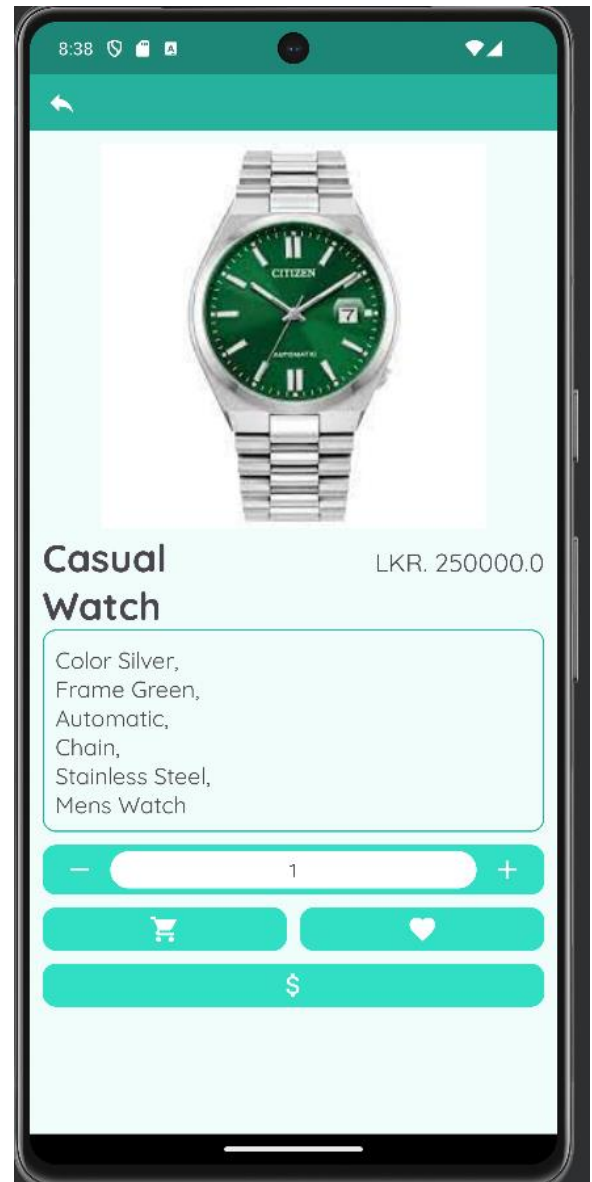 8:38
A
CITIZEN
7
AUTOMATIC
Casual
Watch
LKR. 250000.0
Color Silver,
Frame Green,
Automatic,
Chain,
Stainless Steel,
Mens Watch
− 1 +
$